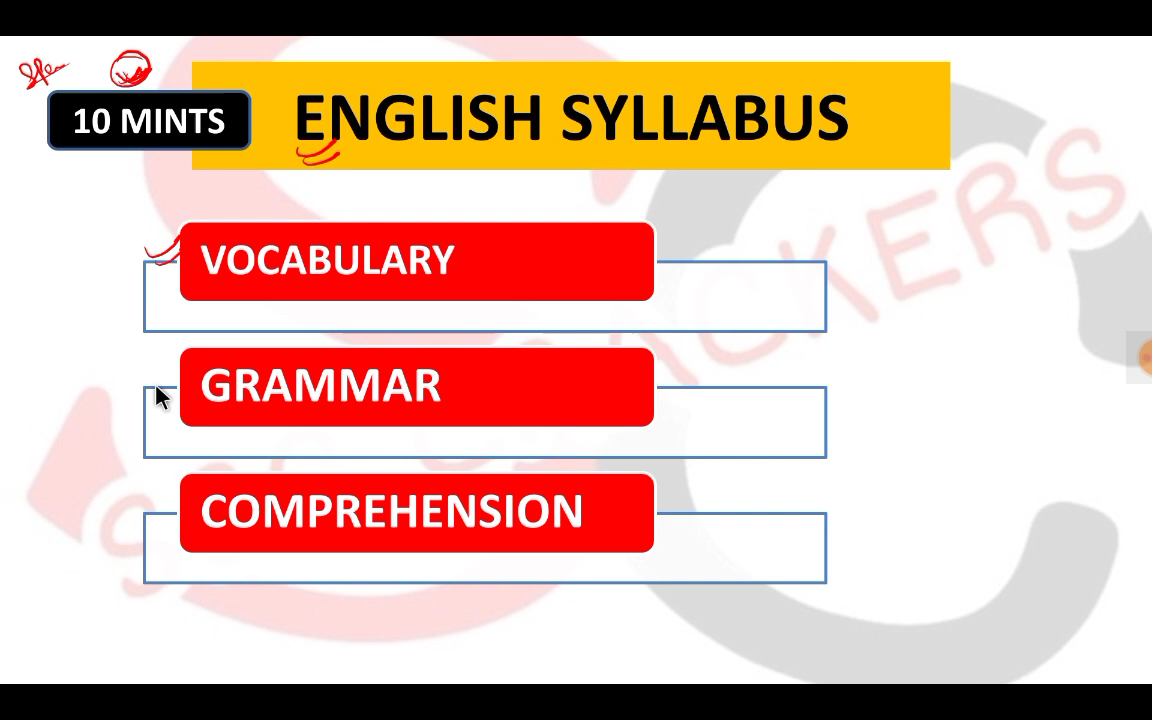 10 MINTS
ENGLISH SYLLABUS
VOCABULARY
GRAMMAR
COMPREHENSION